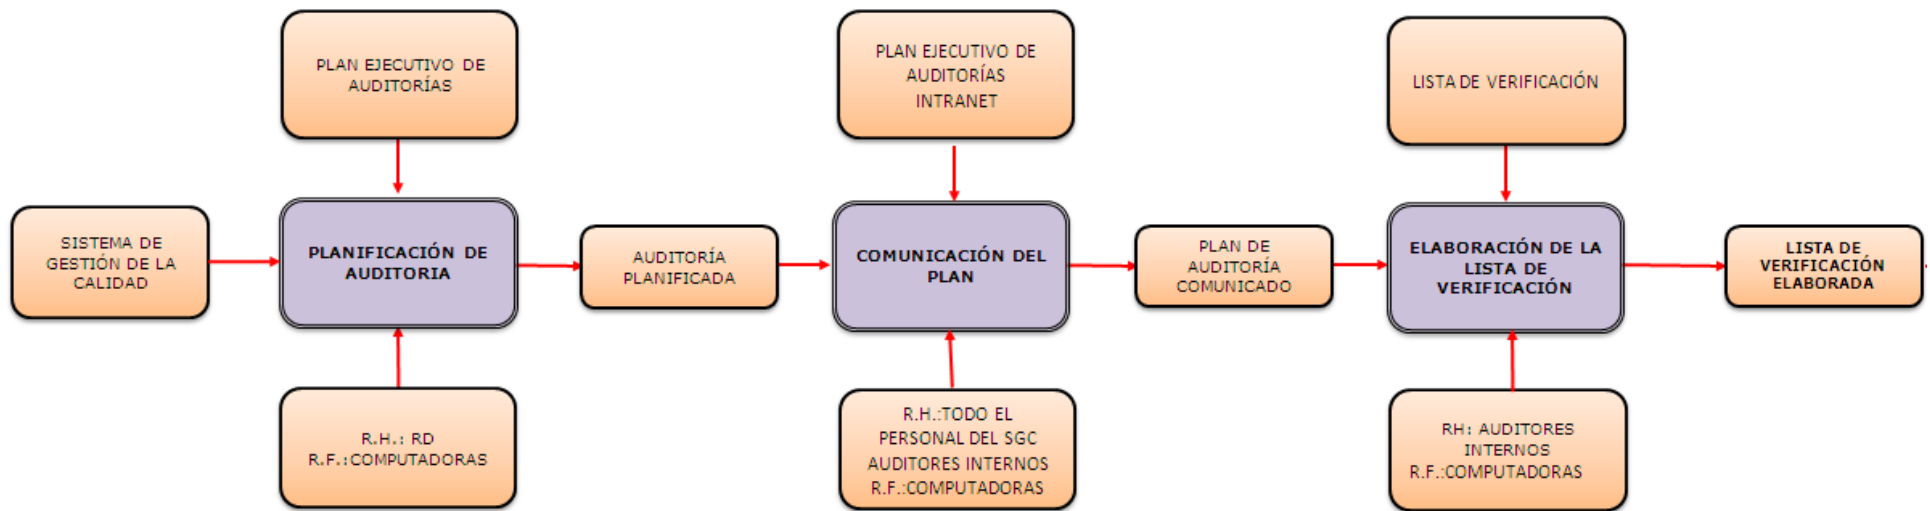 PLAN EJECUTIVO DE
AUDITORÍAS
PLAN EJECUTIVO DE
AUDITORÍAS
INTRANET
LISTA DE VERIFICACIÓN
SISTEMA DE
GESTIÓN DE LA
CALIDAD
PLANIFICACIÓN DE
AUDITORIA
AUDITORÍA
PLANIFICADA
COMUNICACIÓN DEL
PLAN
PLAN DE
AUDITORÍA
COMUNICADO
ELABORACIÓN DE LA
LISTA DE
VERIFICACIÓN
LISTA DE
VERIFICACIÓN
ELABORADA
R.H.: RD
R.F.:COMPUTADORAS
R.H.:TODO EL
PERSONAL DEL SGC
AUDITORES INTERNOS
R.F.:COMPUTADORAS
RH: AUDITORES
INTERNOS
R.F.:COMPUTADORAS